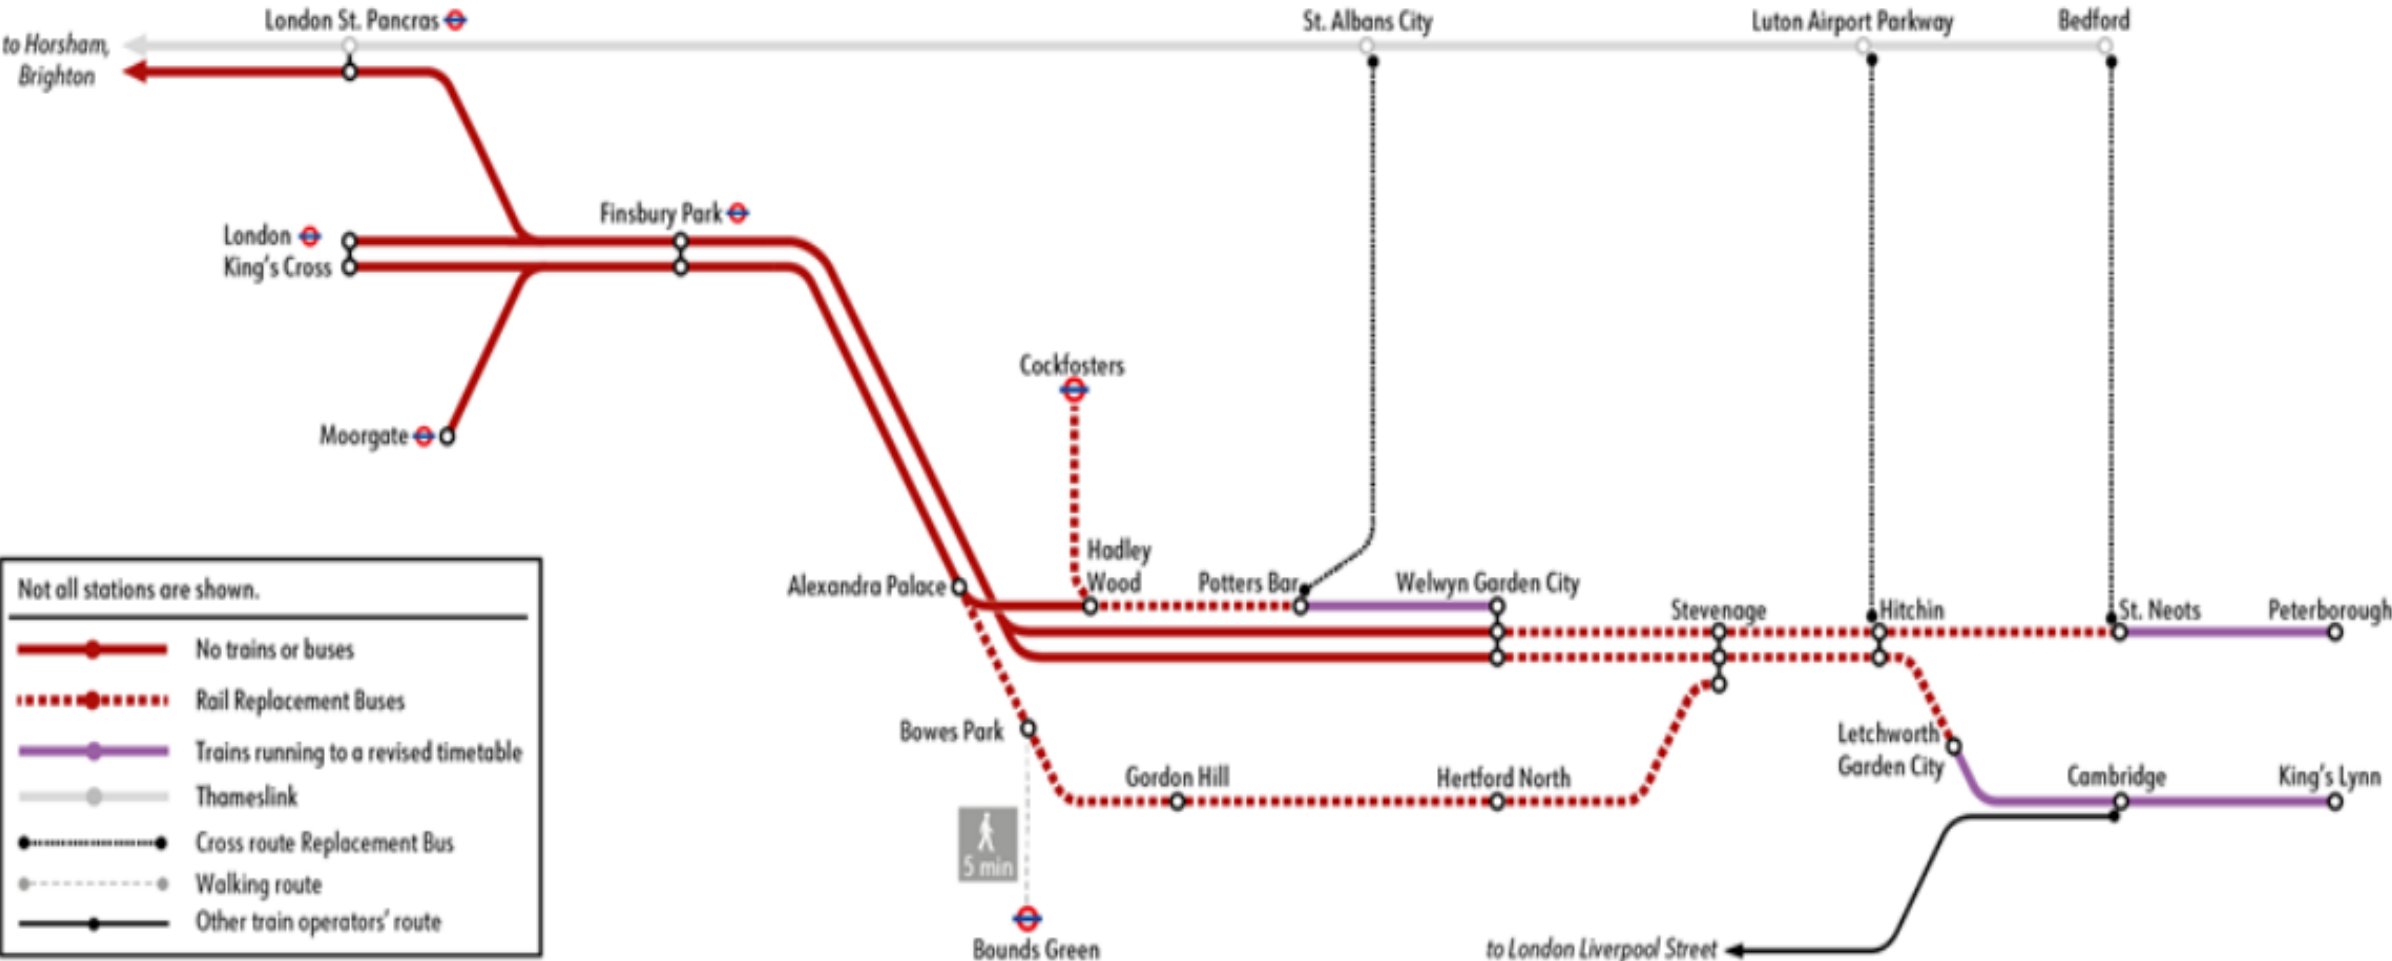 London St. Pancras
St. Albans City
Luton Airport Parkway
Bedford
to Horsham,
Brighton
Finsbury Park
London
King's Cross
Cockfosters
Moorgate
Hadley
Wood
Alexandra Palace
Potters Bar
Welwyn Garden City
Stevenage
Hitchin
St. Neots
Peterborough
Bowes Park
Letchworth
Garden City
Gordon Hill
Hertford North
Cambridge
King's Lynn
5 min
Bounds Green
to London Liverpool Street
Not all stations are shown.
No trains or buses
Rail Replacement Buses
Trains running to a revised timetable
Thameslink
Cross route Replacement Bus
Walking route
Other train operators' route